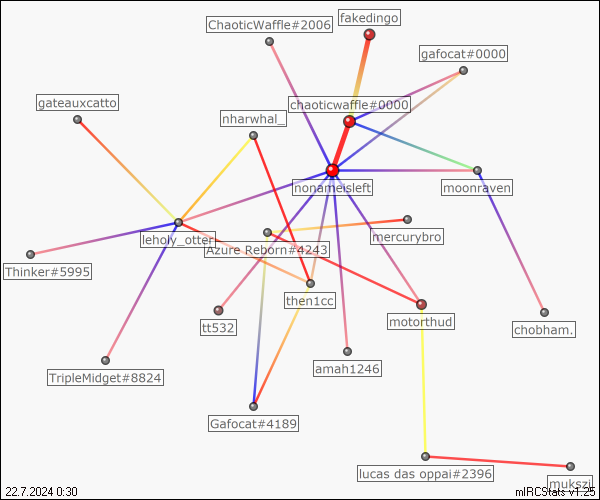 fakedingo
ChaoticWaffle#2006
gafocat#0000
gateauxcatto
chaoticwaffle#0000
nharwhal_
nonameisleft
moonraven
leholy_otter
mercurybro
Azure Reborn#4243
Thinker#5995
then1cc
tt532
motorthud
chobham.
amah1246
TripleMidget#8824
Gafocat#4189
lucas das oppai#2396
mukszi
22.7.2024 0:30
mIRCStats v1.25